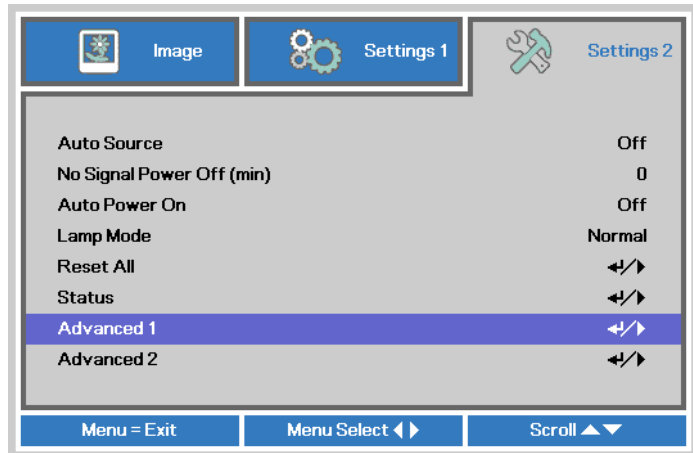 Image Settings 1 Settings 2
Auto Source Off
No Signal Power Off (min) 0
Auto Power On Off
Lamp Mode Normal
Reset All ↵/▶
Status ↵/▶
Advanced 1 ↵/▶
Advanced 2 ↵/▶
Menu = Exit Menu Select ◀▶ Scroll ▲▼